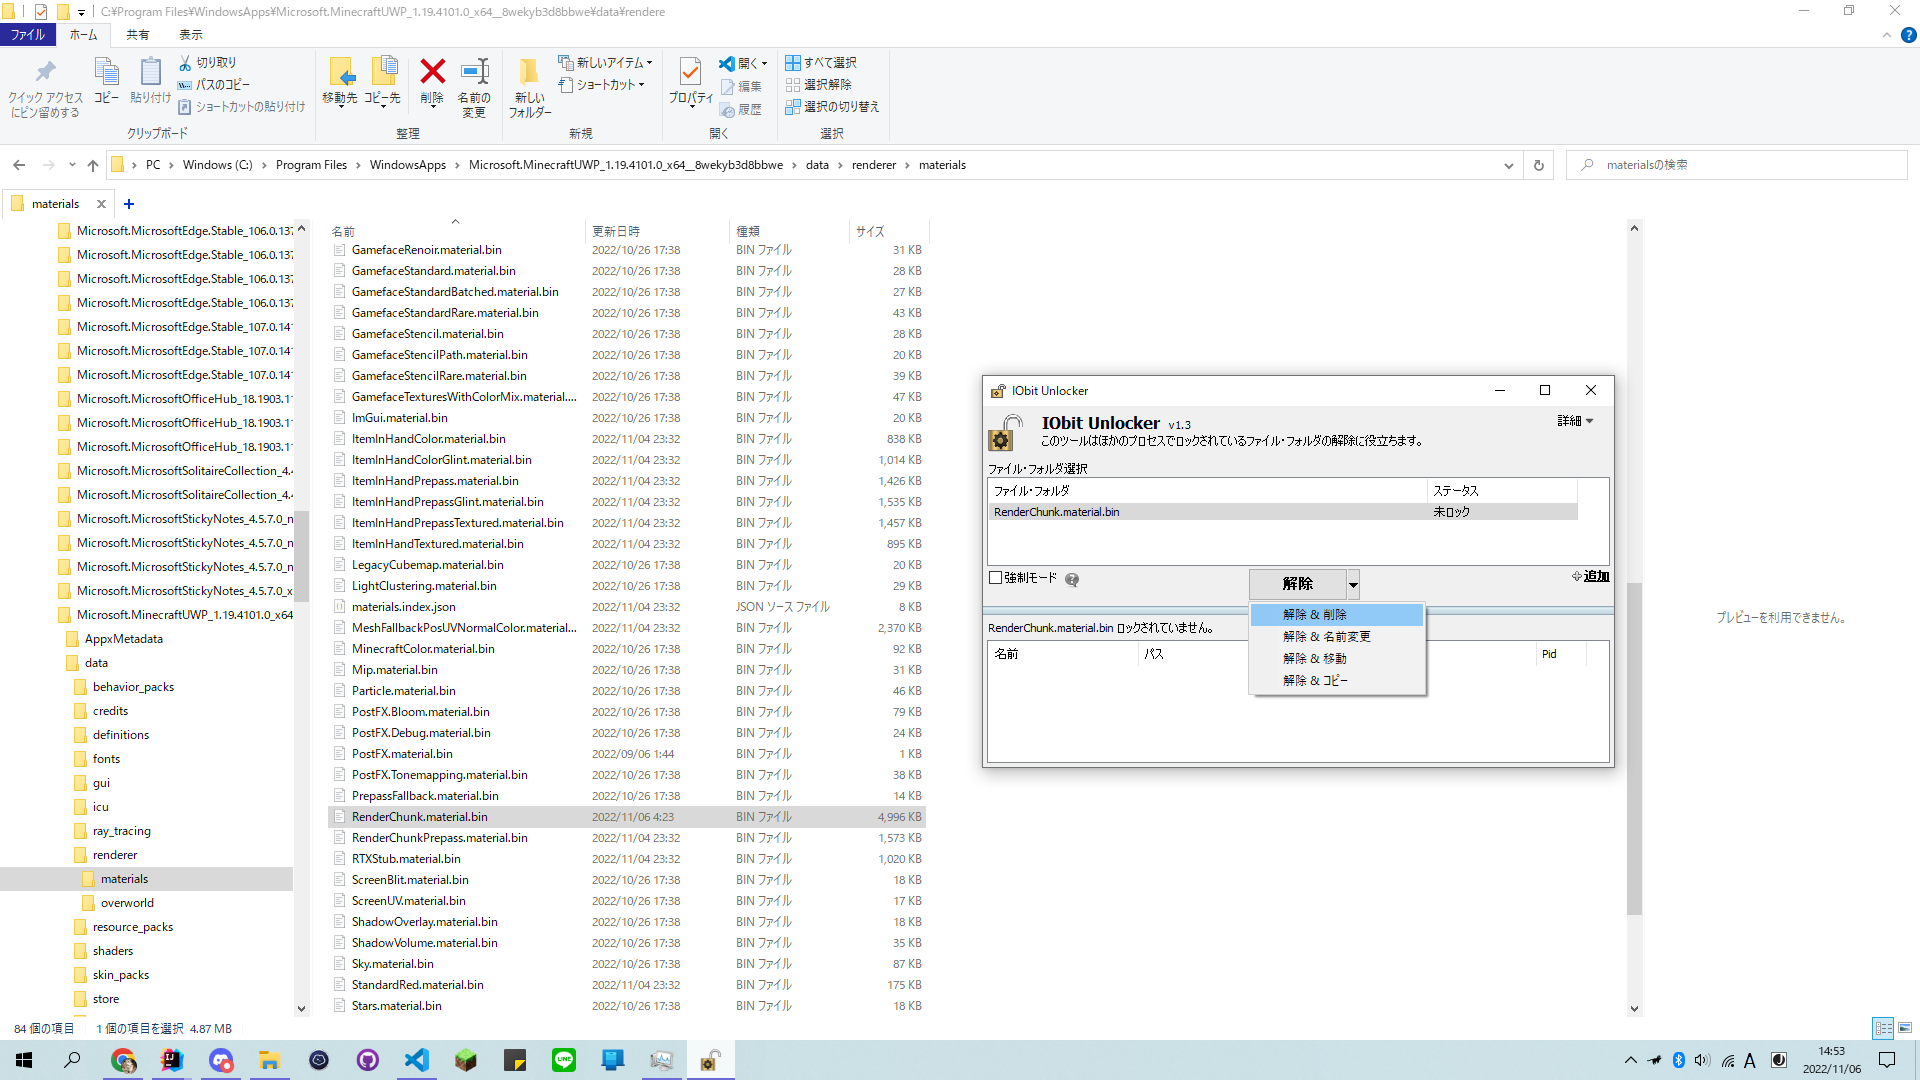 C:¥Program Files¥WindowsApps¥Microsoft.MinecraftUWP_1.19.4101.0_x64__8wekyb3d8bbwe¥data¥rendere
ファイル ホーム 共有 表示
クイック アクセス
にピン留めする
コピー
貼り付け
切り取り
パスのコピー
ショートカットの貼り付け
クリップボード
移動先
コピー先
削除
名前の
変更
整理
新しい
フォルダー
新しいアイテム
ショートカット
新規
プロパティ
開く
編集
履歴
開く
すべて選択
選択解除
選択の切り替え
選択
PC Windows (C:) Program Files WindowsApps Microsoft.MinecraftUWP_1.19.4101.0_x64__8wekyb3d8bbwe data renderer materials
materialsの検索
materials
Microsoft.MicrosoftEdge.Stable_106.0.137
Microsoft.MicrosoftEdge.Stable_106.0.137
Microsoft.MicrosoftEdge.Stable_106.0.137
Microsoft.MicrosoftEdge.Stable_106.0.137
Microsoft.MicrosoftEdge.Stable_107.0.141
Microsoft.MicrosoftEdge.Stable_107.0.141
Microsoft.MicrosoftEdge.Stable_107.0.141
Microsoft.MicrosoftOfficeHub_18.1903.11
Microsoft.MicrosoftOfficeHub_18.1903.11
Microsoft.MicrosoftOfficeHub_18.1903.11
Microsoft.MicrosoftSolitaireCollection_4.4
Microsoft.MicrosoftSolitaireCollection_4.4
Microsoft.MicrosoftStickyNotes_4.5.7.0_n
Microsoft.MicrosoftStickyNotes_4.5.7.0_n
Microsoft.MicrosoftStickyNotes_4.5.7.0_n
Microsoft.MicrosoftStickyNotes_4.5.7.0_x
Microsoft.MinecraftUWP_1.19.4101.0_x64
AppxMetadata
data
behavior_packs
credits
definitions
fonts
gui
icu
ray_tracing
renderer
materials
overworld
resource_packs
shaders
skin_packs
store
名前 更新日時 種類 サイズ
GamefaceRenoir.material.bin 2022/10/26 17:38 BIN ファイル 31 KB
GamefaceStandard.material.bin 2022/10/26 17:38 BIN ファイル 28 KB
GamefaceStandardBatched.material.bin 2022/10/26 17:38 BIN ファイル 27 KB
GamefaceStandardRare.material.bin 2022/10/26 17:38 BIN ファイル 43 KB
GamefaceStencil.material.bin 2022/10/26 17:38 BIN ファイル 28 KB
GamefaceStencilPath.material.bin 2022/10/26 17:38 BIN ファイル 20 KB
GamefaceStencilRare.material.bin 2022/10/26 17:38 BIN ファイル 39 KB
GamefaceTexturesWithColorMix.material.... 2022/10/26 17:38 BIN ファイル 47 KB
ImGui.material.bin 2022/10/26 17:38 BIN ファイル 20 KB
ItemInHandColor.material.bin 2022/11/04 23:32 BIN ファイル 838 KB
ItemInHandColorGlint.material.bin 2022/11/04 23:32 BIN ファイル 1,014 KB
ItemInHandPrepass.material.bin 2022/11/04 23:32 BIN ファイル 1,426 KB
ItemInHandPrepassGlint.material.bin 2022/11/04 23:32 BIN ファイル 1,535 KB
ItemInHandPrepassTextured.material.bin 2022/11/04 23:32 BIN ファイル 1,457 KB
ItemInHandTextured.material.bin 2022/11/04 23:32 BIN ファイル 895 KB
LegacyCubemap.material.bin 2022/10/26 17:38 BIN ファイル 20 KB
LightClustering.material.bin 2022/10/26 17:38 BIN ファイル 29 KB
materials.index.json 2022/11/04 23:32 JSON ソース ファイル 8 KB
MeshFallbackPosUVNormalColor.material... 2022/11/04 23:32 BIN ファイル 2,370 KB
MinecraftColor.material.bin 2022/10/26 17:38 BIN ファイル 92 KB
Mip.material.bin 2022/10/26 17:38 BIN ファイル 31 KB
Particle.material.bin 2022/10/26 17:38 BIN ファイル 46 KB
PostFX.Bloom.material.bin 2022/10/26 17:38 BIN ファイル 79 KB
PostFX.Debug.material.bin 2022/10/26 17:38 BIN ファイル 24 KB
PostFX.material.bin 2022/09/06 1:44 BIN ファイル 1 KB
PostFX.Tonemapping.material.bin 2022/10/26 17:38 BIN ファイル 38 KB
PrepassFallback.material.bin 2022/10/26 17:38 BIN ファイル 14 KB
RenderChunk.material.bin 2022/11/06 4:23 BIN ファイル 4,996 KB
RenderChunkPrepass.material.bin 2022/11/04 23:32 BIN ファイル 1,573 KB
RTXStub.material.bin 2022/11/04 23:32 BIN ファイル 1,020 KB
ScreenBlit.material.bin 2022/10/26 17:38 BIN ファイル 18 KB
ScreenUV.material.bin 2022/10/26 17:38 BIN ファイル 17 KB
ShadowOverlay.material.bin 2022/10/26 17:38 BIN ファイル 18 KB
ShadowVolume.material.bin 2022/10/26 17:38 BIN ファイル 35 KB
Sky.material.bin 2022/10/26 17:38 BIN ファイル 87 KB
StandardRed.material.bin 2022/11/04 23:32 BIN ファイル 175 KB
Stars.material.bin 2022/10/26 17:38 BIN ファイル 18 KB
IObit Unlocker
IObit Unlocker v1.3
詳細
このツールはほかのプロセスでロックされているファイル・フォルダの解除に役立ちます。
ファイル・フォルダ選択
ファイル・フォルダ ステータス
RenderChunk.material.bin 未ロック
強制モード ?
解除
追加
解除 & 削除
解除 & 名前変更
解除 & 移動
解除 & コピー
RenderChunk.material.bin ロックされていません。
名前 パス Pid
プレビューを利用できません。
84 個の項目 1 個の項目を選択 4.87 MB
LINE
A
14:53
2022/11/06